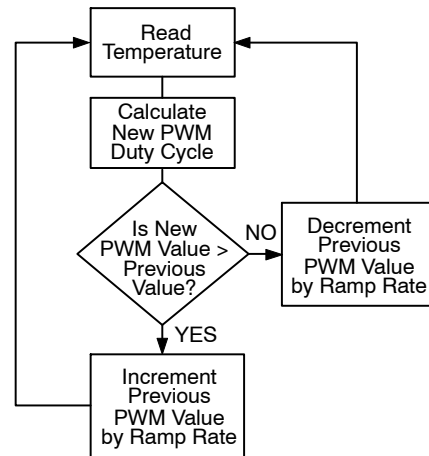 Read
Temperature
Calculate
New PWM
Duty Cycle
Is New
PWM Value >
Previous
Value?
NO
Decrement
Previous
PWM Value
by Ramp Rate
YES
Increment
Previous
PWM Value
by Ramp Rate